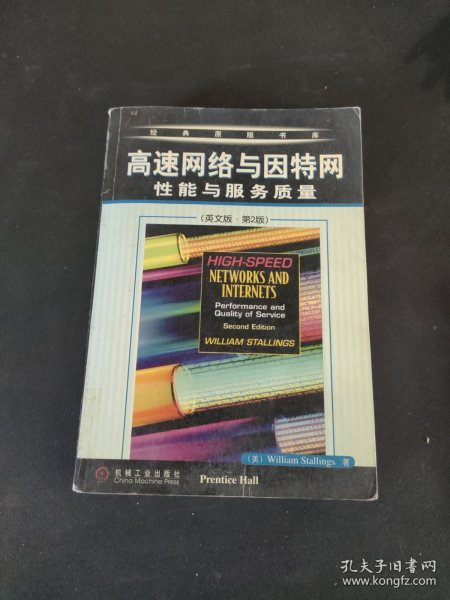 经典原版书库
高速网络与因特网
性能与服务质量
(英文版·第2版)
HIGH-SPEED
NETWORKS AND
INTERNETS
Performance and
Quality of Service
Second Edition
WILLIAM STALLINGS
(美) William Stallings 著
机械工业出版社
China Machine Press
Prentice Hall
孔夫子旧书网
www.kongfz.com